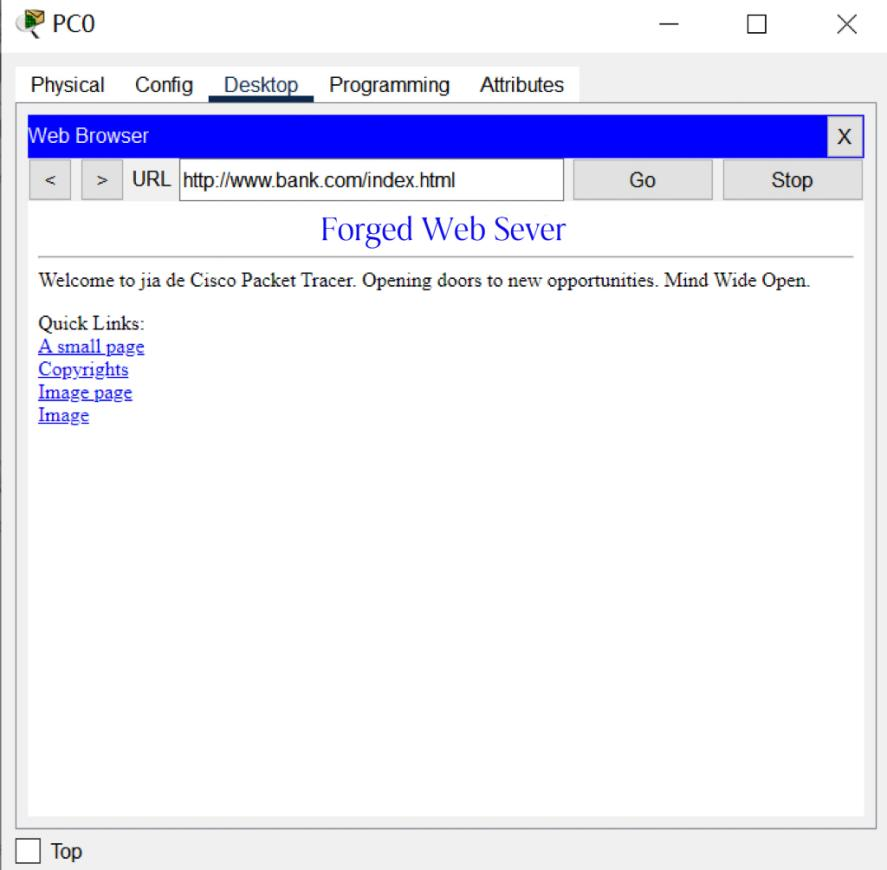 PC0
Physical Config Desktop Programming Attributes
Web Browser X
< > URL http://www.bank.com/index.html Go Stop
Forged Web Sever
Welcome to jia de Cisco Packet Tracer. Opening doors to new opportunities. Mind Wide Open.
Quick Links:
A small page
Copyrights
Image page
Image
Top